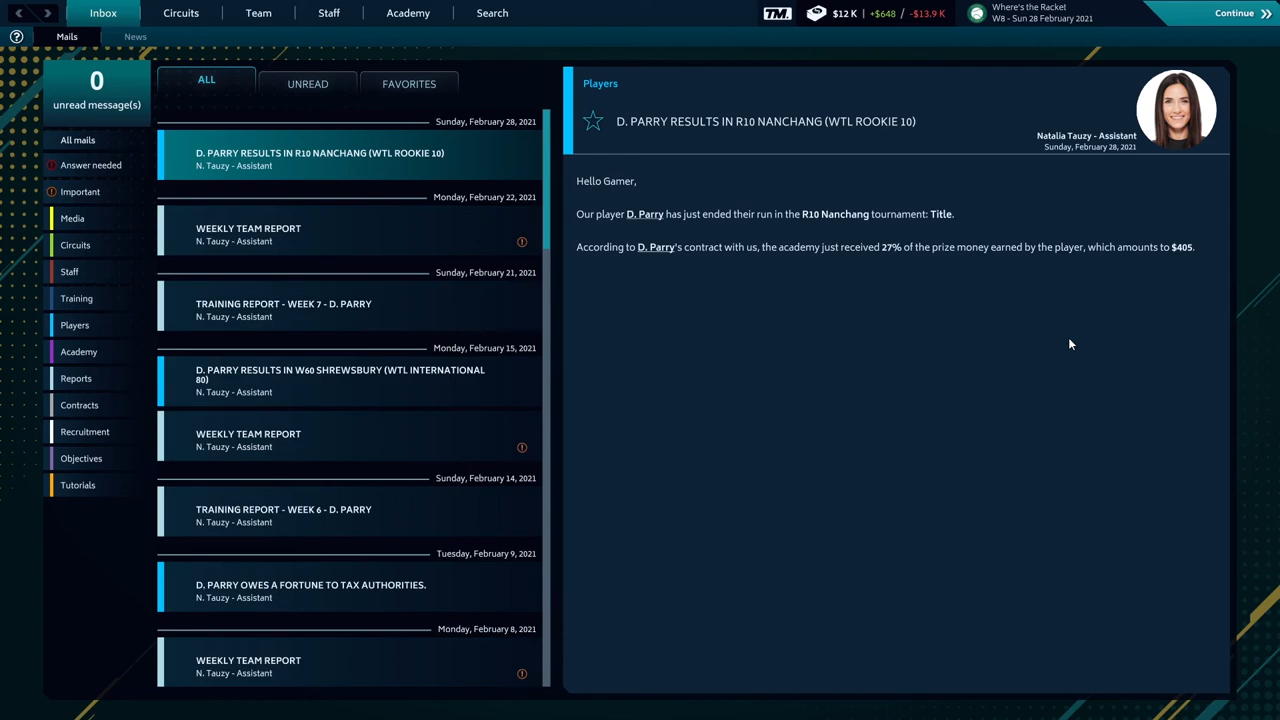 Inbox
Circuits
Team
Staff
Academy
Search
TM.
$12 K
+$648 / -$13.9 K
Where's the Racket
W8 - Sun 28 February 2021
Continue
?
Mails
News
0
unread message(s)
All mails
Answer needed
Important
Media
Circuits
Staff
Training
Players
Academy
Reports
Contracts
Recruitment
Objectives
Tutorials
ALL
UNREAD
FAVORITES
Sunday, February 28, 2021
D. PARRY RESULTS IN R10 NANCHANG (WTL ROOKIE 10)
N. Tauzy - Assistant
Monday, February 22, 2021
WEEKLY TEAM REPORT
N. Tauzy - Assistant
Sunday, February 21, 2021
TRAINING REPORT - WEEK 7 - D. PARRY
N. Tauzy - Assistant
Monday, February 15, 2021
D. PARRY RESULTS IN W60 SHREWSBURY (WTL INTERNATIONAL
80)
N. Tauzy - Assistant
WEEKLY TEAM REPORT
N. Tauzy - Assistant
Sunday, February 14, 2021
TRAINING REPORT - WEEK 6 - D. PARRY
N. Tauzy - Assistant
Tuesday, February 9, 2021
D. PARRY OWES A FORTUNE TO TAX AUTHORITIES.
N. Tauzy - Assistant
Monday, February 8, 2021
WEEKLY TEAM REPORT
N. Tauzy - Assistant
Players
D. PARRY RESULTS IN R10 NANCHANG (WTL ROOKIE 10)
Natalia Tauzy - Assistant
Sunday, February 28, 2021
Hello Gamer,
Our player D. Parry has just ended their run in the R10 Nanchang tournament: Title.
According to D. Parry's contract with us, the academy just received 27% of the prize money earned by the player, which amounts to $405.